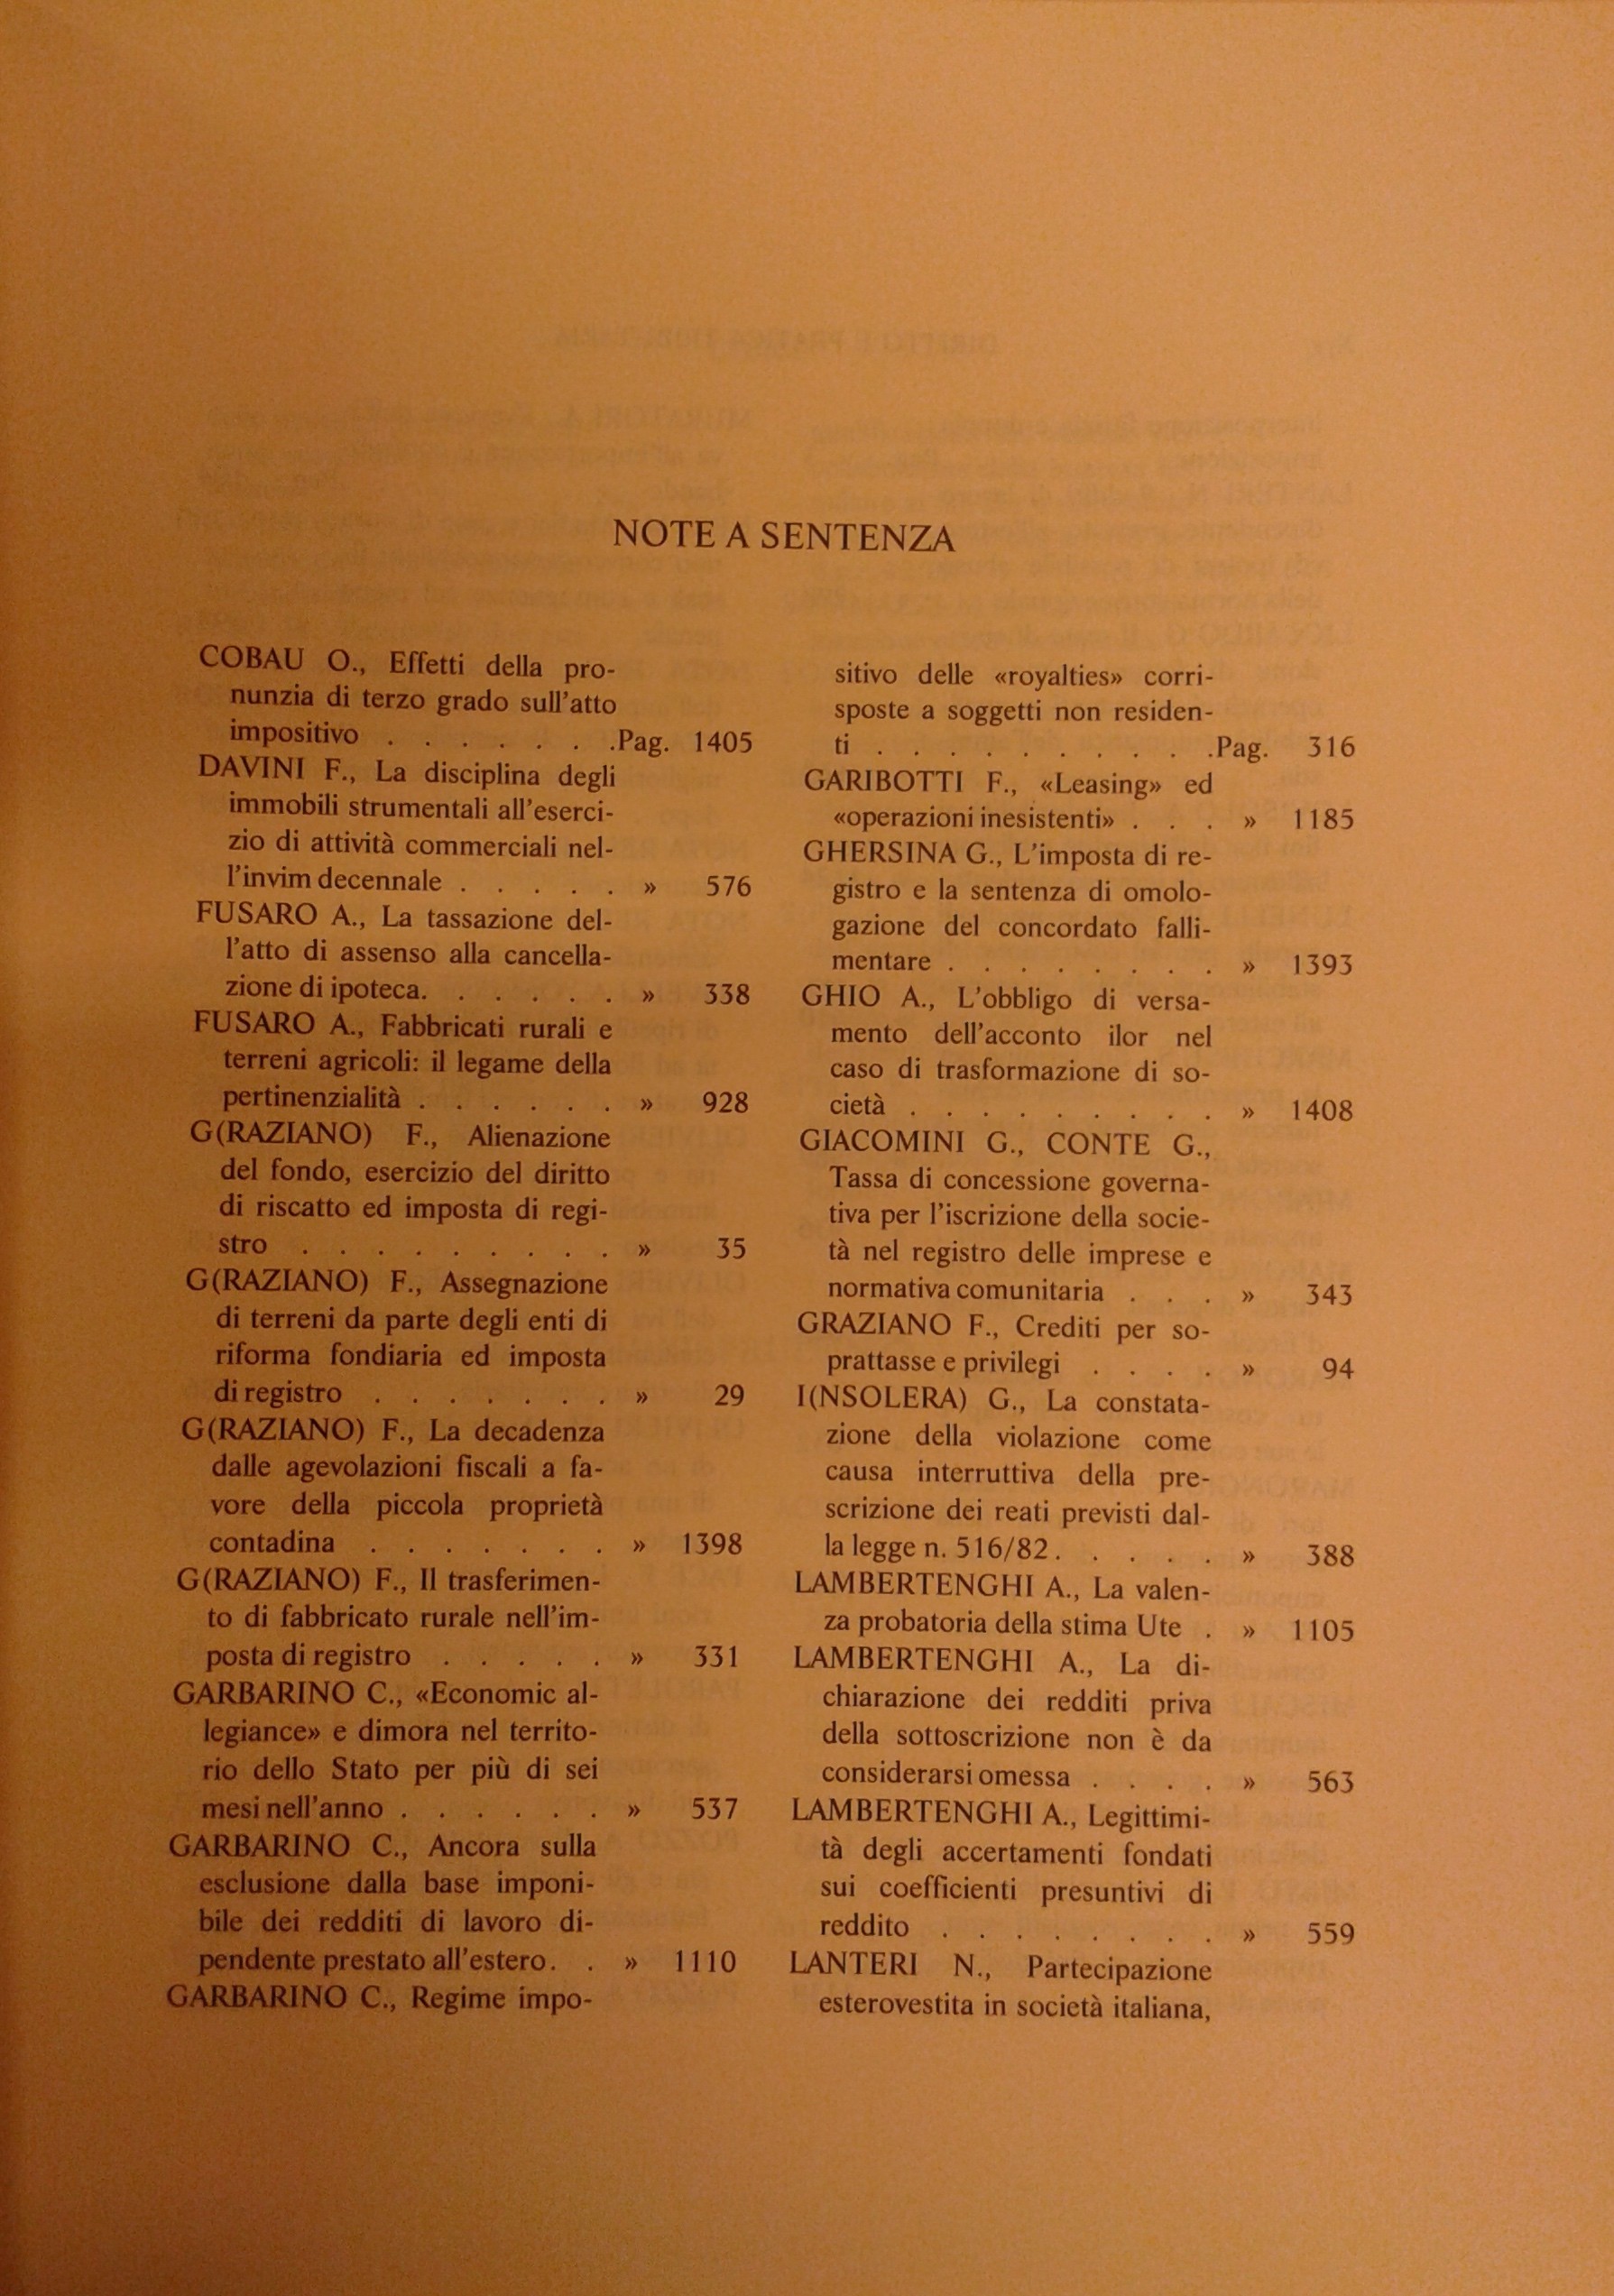 NOTE A SENTENZA
COBAU O., Effetti della pro-
nunzia di terzo grado sull'atto
impositivo . . . . . . .Pag. 1405
DAVINI F., La disciplina degli
immobili strumentali all'eserci-
zio di attività commerciali nel-
l'invim decennale . . . . . » 576
FUSARO A., La tassazione del-
l'atto di assenso alla cancella-
zione di ipoteca. . . . . . » 338
FUSARO A., Fabbricati rurali e
terreni agricoli: il legame della
pertinenzialità . . . . . . » 928
G(RAZIANO) F., Alienazione
del fondo, esercizio del diritto
di riscatto ed imposta di regi-
stro . . . . . . . . . » 35
G(RAZIANO) F., Assegnazione
di terreni da parte degli enti di
riforma fondiaria ed imposta
di registro . . . . . . . » 29
G(RAZIANO) F., La decadenza
dalle agevolazioni fiscali a fa-
vore della piccola proprietà
contadina . . . . . . . » 1398
G(RAZIANO) F., Il trasferimen-
to di fabbricato rurale nell'im-
posta di registro . . . . . » 331
GARBARINO C., «Economic al-
legiance» e dimora nel territo-
rio dello Stato per più di sei
mesi nell'anno . . . . . . » 537
GARBARINO C., Ancora sulla
esclusione dalla base imponi-
bile dei redditi di lavoro di-
pendente prestato all'estero. . » 1110
GARBARINO C., Regime impo-
sitivo delle «royalties» corri-
sposte a soggetti non residen-
ti . . . . . . . . . .Pag. 316
GARIBOTTI F., «Leasing» ed
«operazioni inesistenti» . . . » 1185
GHERSINA G., L'imposta di re-
gistro e la sentenza di omolo-
gazione del concordato falli-
mentare . . . . . . . . » 1393
GHIO A., L'obbligo di versa-
mento dell'acconto ilor nel
caso di trasformazione di so-
cietà . . . . . . . . . » 1408
GIACOMINI G., CONTE G.,
Tassa di concessione governa-
tiva per l'iscrizione della socie-
tà nel registro delle imprese e
normativa comunitaria . . . » 343
GRAZIANO F., Crediti per so-
prattasse e privilegi . . . . » 94
I(NSOLERA) G., La constata-
zione della violazione come
causa interruttiva della pre-
scrizione dei reati previsti dal-
la legge n. 516/82. . . . . » 388
LAMBERTENGHI A., La valen-
za probatoria della stima Ute . » 1105
LAMBERTENGHI A., La di-
chiarazione dei redditi priva
della sottoscrizione non è da
considerarsi omessa . . . . » 563
LAMBERTENGHI A., Legittimi-
tà degli accertamenti fondati
sui coefficienti presuntivi di
reddito . . . . . . . . » 559
LANTERI N., Partecipazione
esterovestita in società italiana,